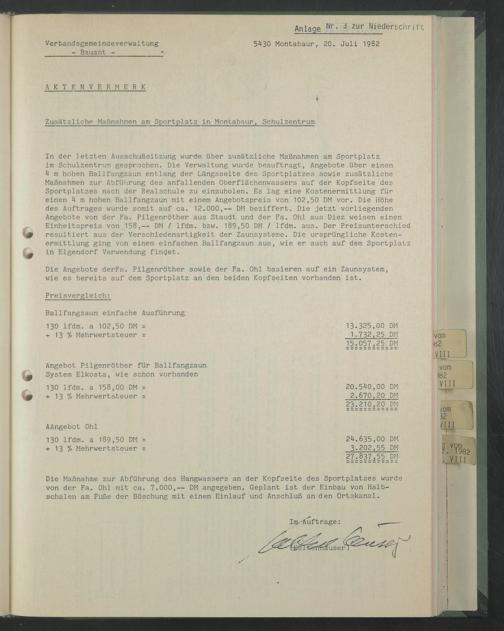 Anlage Nr. 3 zur Niederschrift
Verbandsgemeinseverwaltung 5430 Montabaur, 20. Juli 1982
- Bauamt -
A K T E N V E R M E R K
Zusätzliche Maßnahmen am Sportplatz in Montabaur, Schulzentrum
In der letzten Ausschußsitzung wurde über zusätzliche Maßnahmen am Sportplatz
im Schulzentrum gesprochen. Die Verwaltung wurde beauftragt, Angebote über einen
4 m hohen Ballfangzaun entlang der Längsseite des Sportplatzes sowie zusätzliche
Maßnahmen zur Abführung des anfallenden Oberflächenwassers auf der Kopfseite des
Sportplatzes nach der Realschule zu einzuholen. Es lag eine Kostenermittlung für
einen 4 m hohen Ballfangzaun mit einem Angebotspreis von 102,50 DM vor. Die Höhe
des Auftrages wurde somit auf ca. 12.000,-- DM beziffert. Die jetzt vorliegenden
Angebote von der Fa. Pilgenröther aus Staudt und der Fa. Ohl aus Diez weisen einen
Einheitspreis von 158,-- DM / lfdm. bzw. 189,50 DM / lfdm. aus. Der Preisunterschied
resultiert aus der Verschiedenartigkeit der Zaunsysteme. Die ursprüngliche Kosten-
ermittlung ging von einem einfachen Ballfangzaun aus, wie er auch auf dem Sportplatz
in Elgendorf Verwendung findet.
Die Angebote derFa. Pilgenröther sowie der Fa. Ohl basieren auf ein Zaunsystem,
wie es bereits auf dem Sportplatz an den beiden Kopfseiten vorhanden ist.
Preisvergleich:
Ballfangzaun einfache Ausführung
130 lfdm. a 102,50 DM = 13.325,00 DM
+ 13 % Mehrwertsteuer = 1.732,25 DM
15.057,25 DM
Angebot Pilgenröther für Ballfangzaun
System Elkosta, wie schon vorhanden
130 lfdm. a 158,00 DM = 20.540,00 DM
+ 13 % Mehrwertsteuer = 2.670,20 DM
23.210,20 DM
AAngebot Ohl
130 lfdm. a 189,50 DM = 24.635,00 DM
+ 13 % Mehrwertsteuer = 3.202,55 DM
27.837,55 DM
Die Maßnahme zur Abführung des Hangwassers an der Kopfseite des Sportplatzes wurde
von der Fa. Ohl mit ca. 7.000,-- DM angegeben. Geplant ist der Einbau von Halb-
schalen am Fuße der Böschung mit einem Einlauf und Anschluß an den Ortskanal.
Im Auftrage:
vom
82
VIII
vom
982
VIII
vom
VIII
vom
1982
VIII